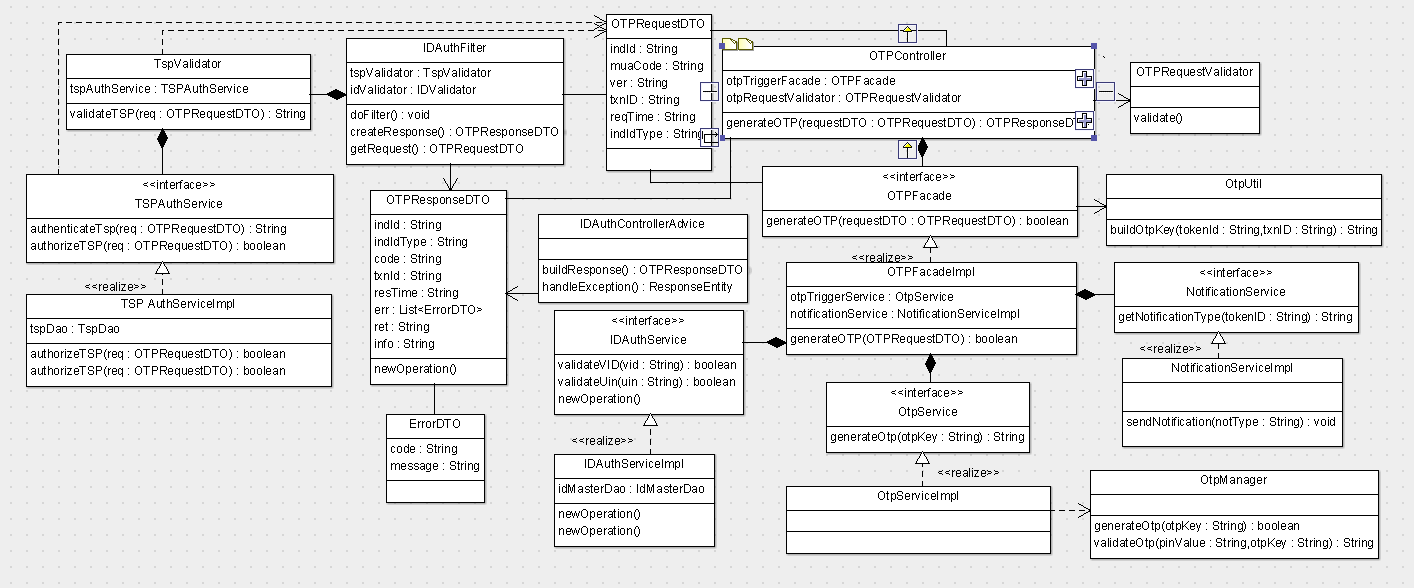 OTPRequestDTO
indId : String
muaCode : String
ver : String
txnID : String
reqTime : String
indIdType : String
TspValidator
tspAuthService : TSPAuthService
validateTSP(req : OTPRequestDTO) : String
IDAuthFilter
tspValidator : TspValidator
idValidator : IDValidator
doFilter() : void
createResponse() : OTPResponseDTO
getRequest() : OTPRequestDTO
OTPController
otpTriggerFacade : OTPFacade
otpRequestValidator : OTPRequestValidator
generateOTP(requestDTO : OTPRequestDTO) : OTPResponseDT
OTPRequestValidator
validate()
<<interface>>
TSPAuthService
authenticateTsp(req : OTPRequestDTO) : String
authorizeTSP(req : OTPRequestDTO) : boolean
<<realize>>
TSP AuthServiceImpl
tspDao : TspDao
authorizeTSP(req : OTPRequestDTO) : boolean
authorizeTSP(req : OTPRequestDTO) : boolean
OTPResponseDTO
indId : String
indIdType : String
code : String
txnId : String
resTime : String
err : List<ErrorDTO>
ret : String
info : String
newOperation()
ErrorDTO
code : String
message : String
IDAuthControllerAdvice
buildResponse() : OTPResponseDTO
handleException() : ResponseEntity
<<interface>>
IDAuthService
validateVID(vid : String) : boolean
validateUin(uin : String) : boolean
newOperation()
<<realize>>
IDAuthServiceImpl
idMasterDao : IdMasterDao
newOperation()
newOperation()
<<interface>>
OTPFacade
generateOTP(requestDTO : OTPRequestDTO) : boolean
<<realize>>
OTPFacadeImpl
otpTriggerService : OtpService
notificationService : NotificationServiceImpl
generateOTP(OTPRequestDTO) : boolean
OtpUtil
buildOtpKey(tokenId : String,txnID : String) : String
<<interface>>
NotificationService
getNotificationType(tokenID : String) : String
<<realize>>
NotificationServiceImpl
sendNotification(notType : String) : void
<<interface>>
OtpService
generateOtp(otpKey : String) : String
<<realize>>
OtpServiceImpl
OtpManager
generateOtp(otpKey : String) : boolean
validateOtp(pinValue : String,otpKey : String) : String